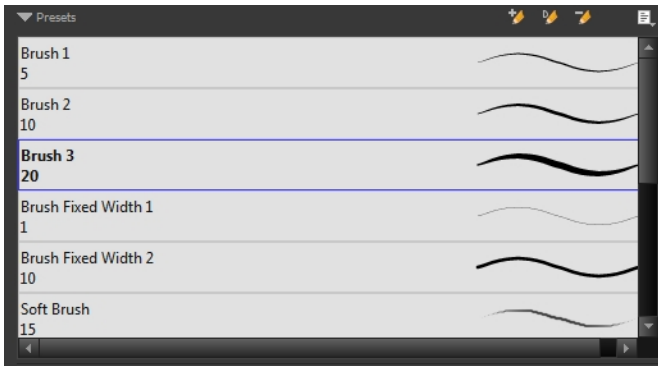 Presets
Brush 1
5
Brush 2
10
Brush 3
20
Brush Fixed Width 1
1
Brush Fixed Width 2
10
Soft Brush
15